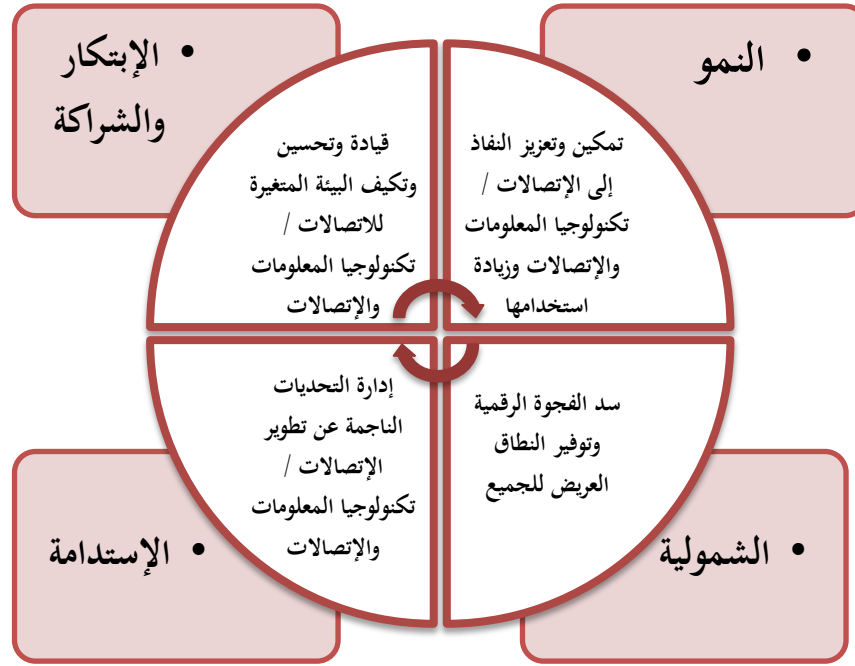 • النمو
تمكين وتعزيز النفاذ
إلى الإتصالات /
تكنولوجيا المعلومات
والإتصالات وزيادة
استخدامها
• الإبتكار
والشراكة
قيادة وتحسين
وتكيف البيئة المتغيرة
للاتصالات /
تكنولوجيا المعلومات
والإتصالات
• الشمولية
سد الفجوة الرقمية
وتوفير النطاق
العريض للجميع
• الإستدامة
إدارة التحديات
الناجمة عن تطوير
الإتصالات /
تكنولوجيا المعلومات
والإتصالات